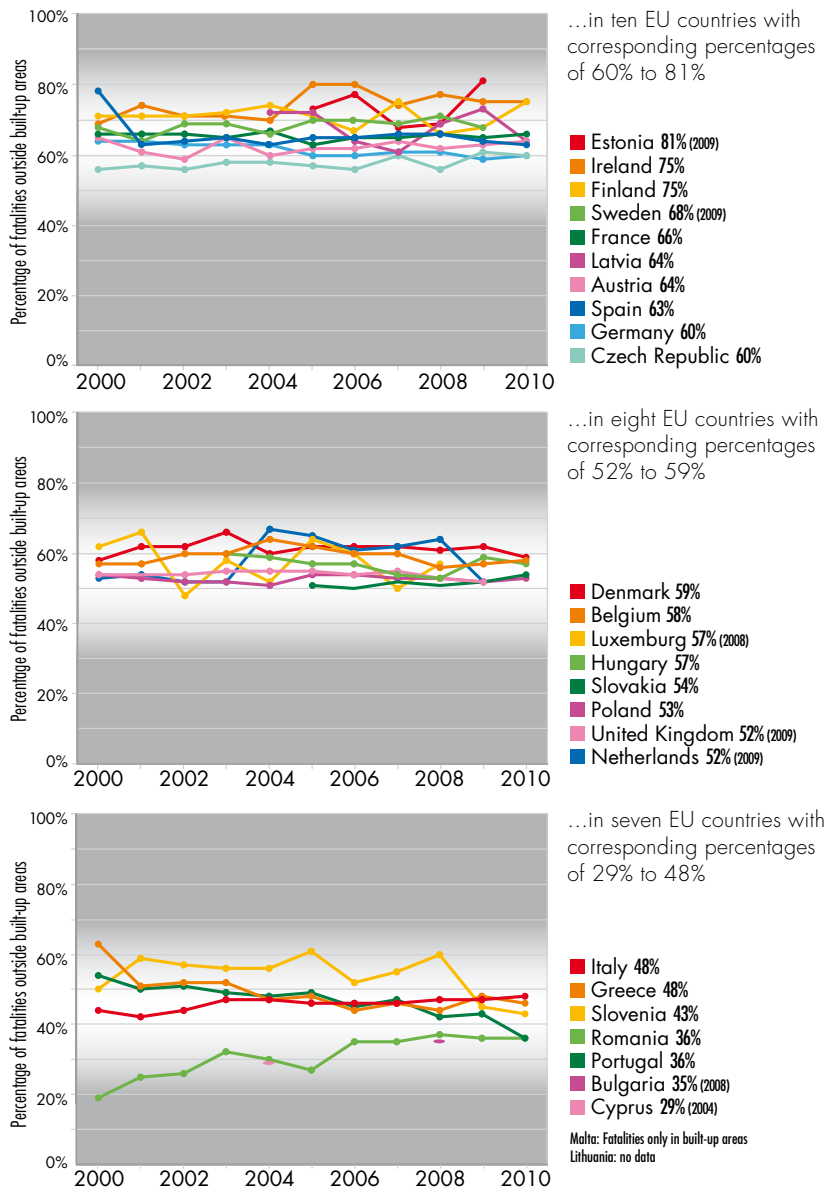 …in ten EU countries with
corresponding percentages
of 60% to 81%
Percentage of fatalities outside built-up areas
100%
80%
60%
40%
20%
0%
2000 2002 2004 2006 2008 2010
Estonia 81% (2009)
Ireland 75%
Finland 75%
Sweden 68% (2009)
France 66%
Latvia 64%
Austria 64%
Spain 63%
Germany 60%
Czech Republic 60%
…in eight EU countries with
corresponding percentages
of 52% to 59%
Percentage of fatalities outside built-up areas
100%
80%
60%
40%
20%
0%
2000 2002 2004 2006 2008 2010
Denmark 59%
Belgium 58%
Luxemburg 57% (2008)
Hungary 57%
Slovakia 54%
Poland 53%
United Kingdom 52% (2009)
Netherlands 52% (2009)
…in seven EU countries with
corresponding percentages
of 29% to 48%
Percentage of fatalities outside built-up areas
100%
80%
60%
40%
20%
0%
2000 2002 2004 2006 2008 2010
Italy 48%
Greece 48%
Slovenia 43%
Romania 36%
Portugal 36%
Bulgaria 35% (2008)
Cyprus 29% (2004)
Malta: Fatalities only in built-up areas
Lithuania: no data